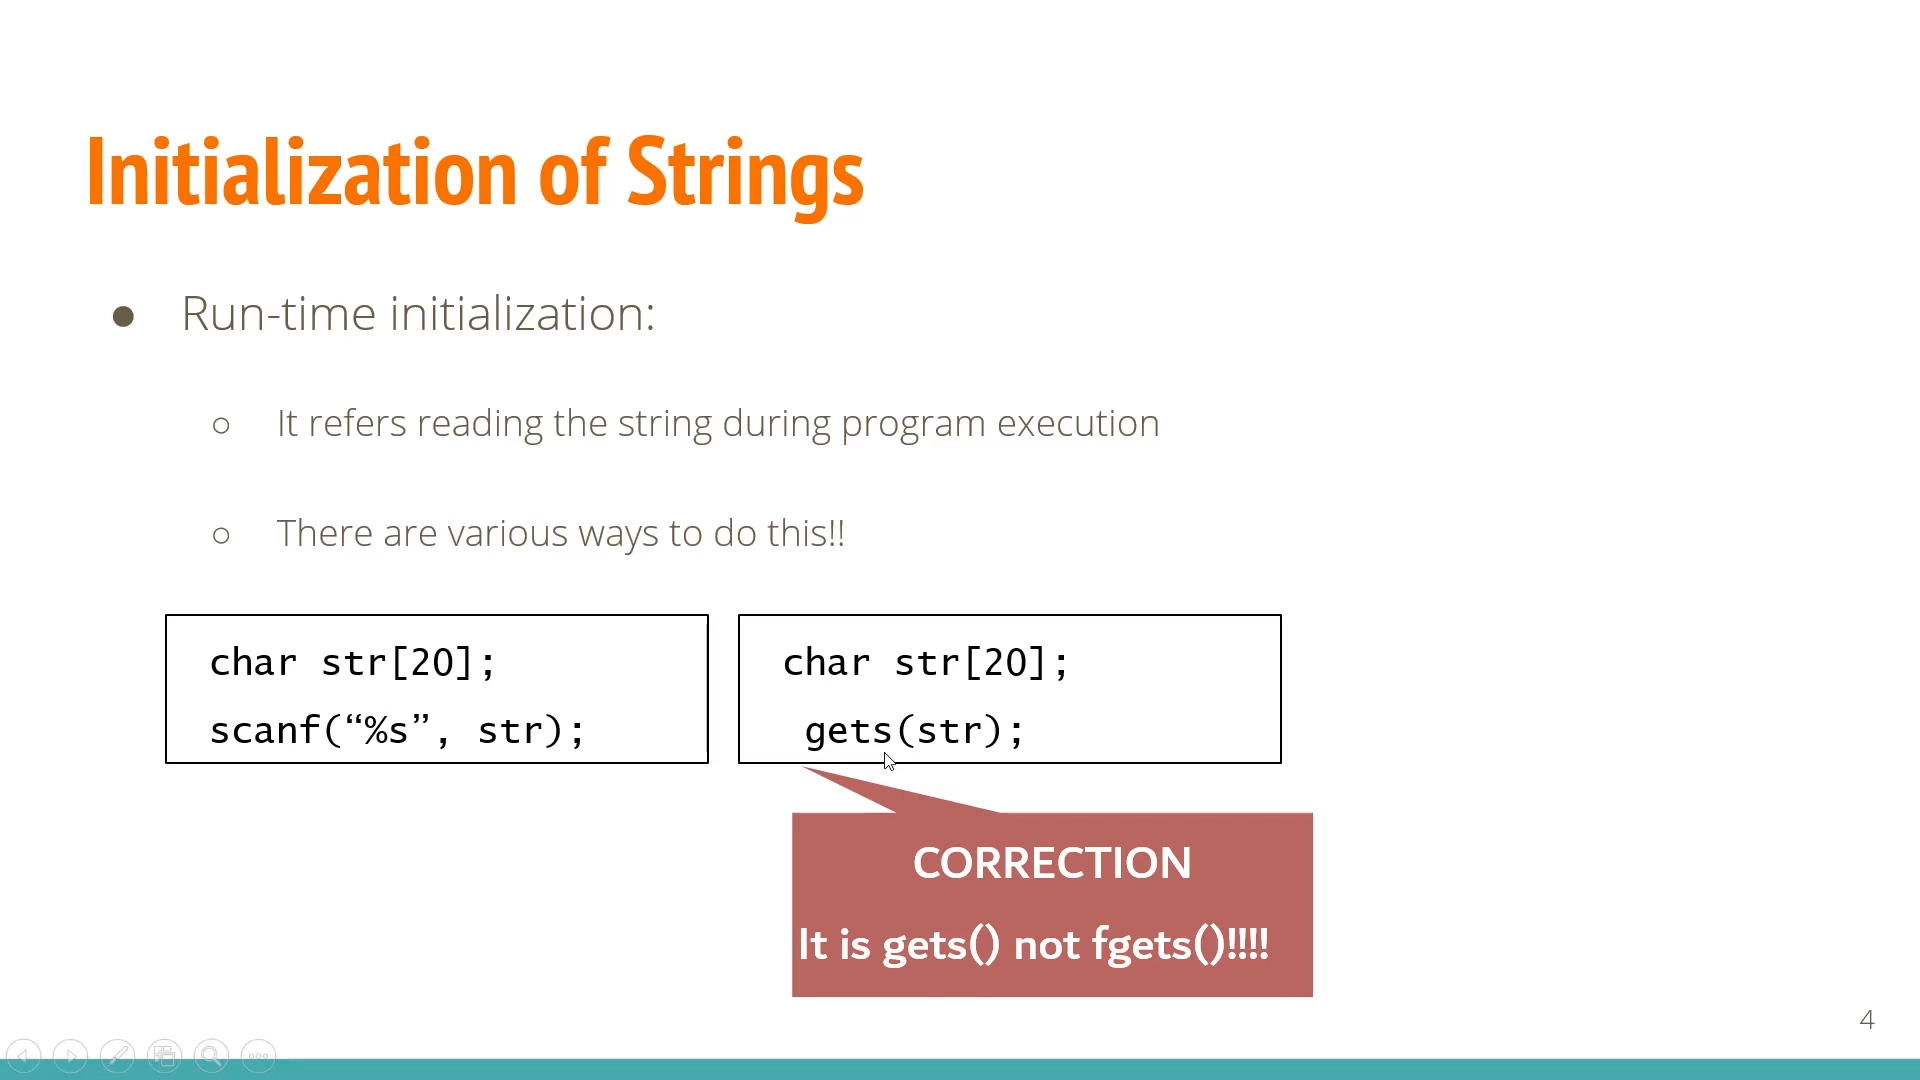 Initialization of Strings
● Run-time initialization:
○ It refers reading the string during program execution
○ There are various ways to do this!!
char str[20];
scanf(“%s”, str);
char str[20];
gets(str);
CORRECTION
It is gets() not fgets()!!!!
4